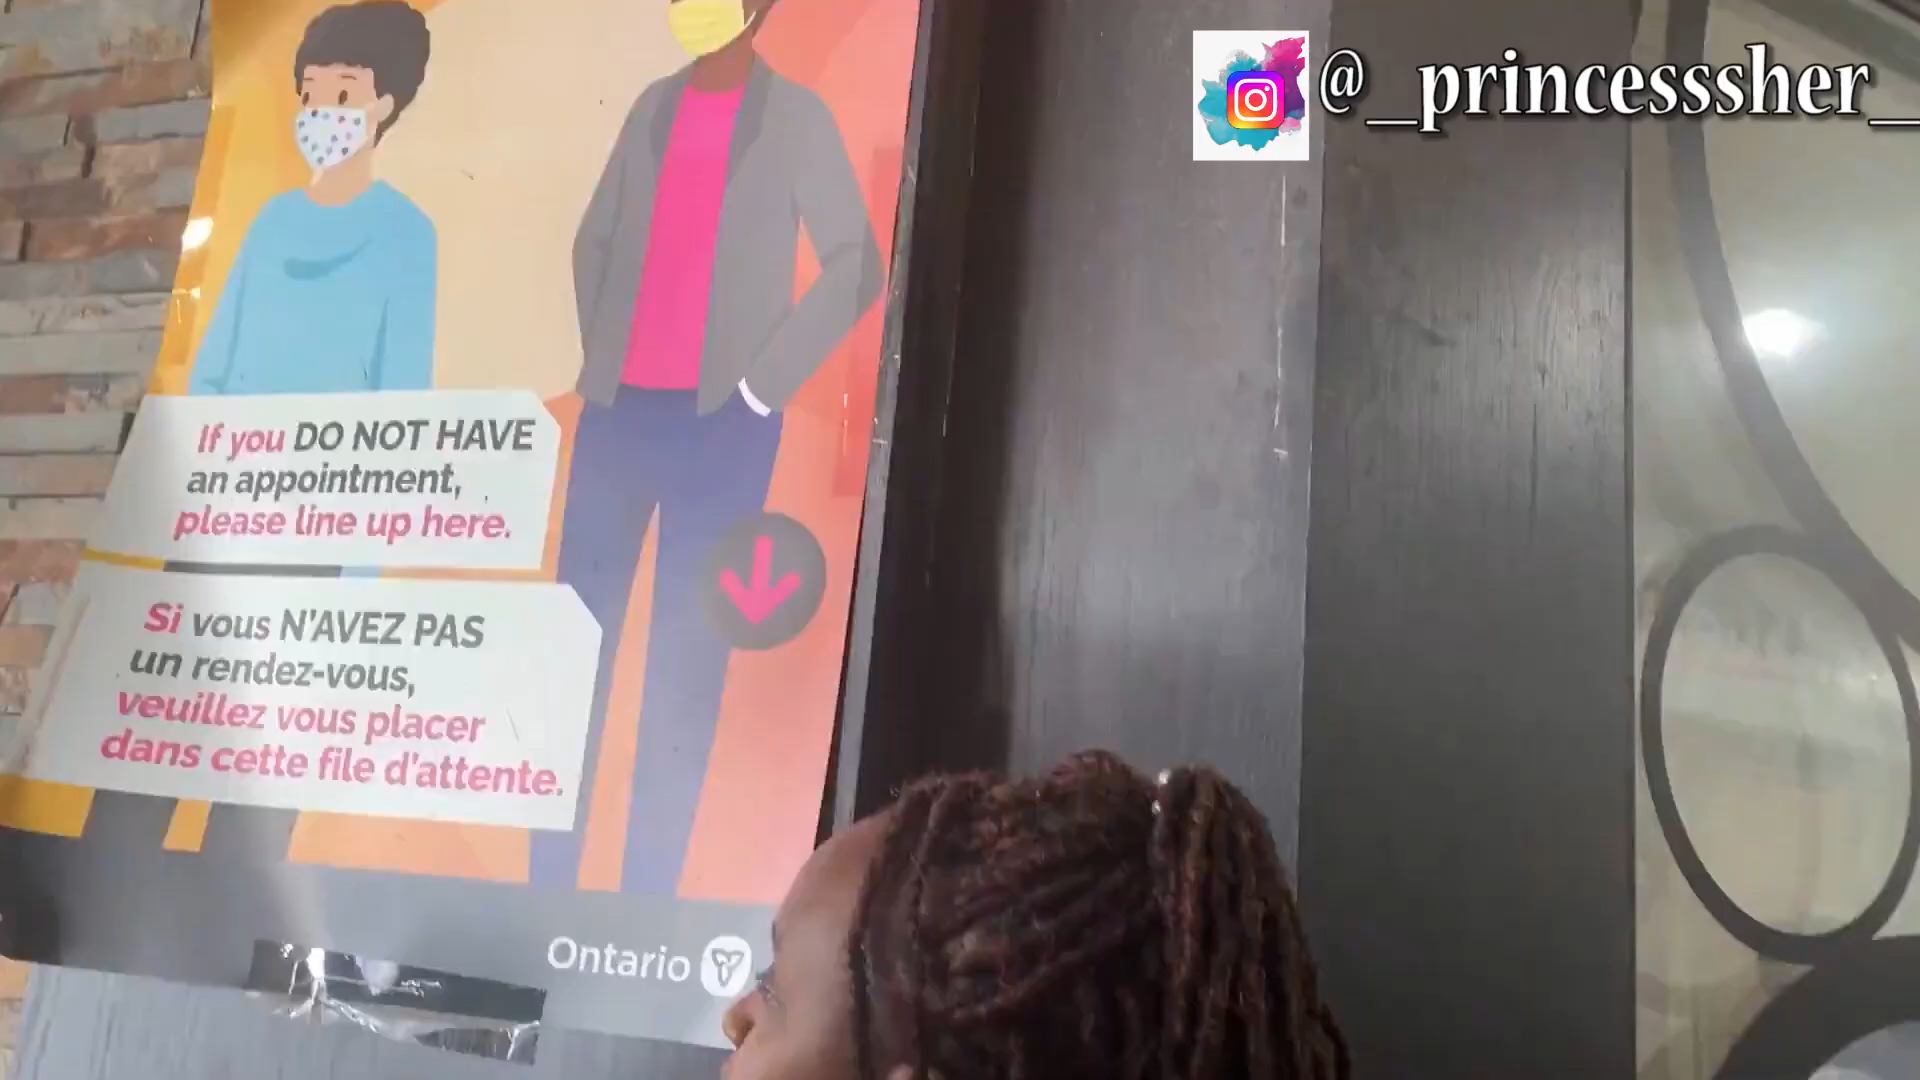 @_princesssher_
If you DO NOT HAVE
an appointment,
please line up here.
Si vous N'AVEZ PAS
un rendez-vous,
veuillez vous placer
dans cette file d'attente.
Ontario